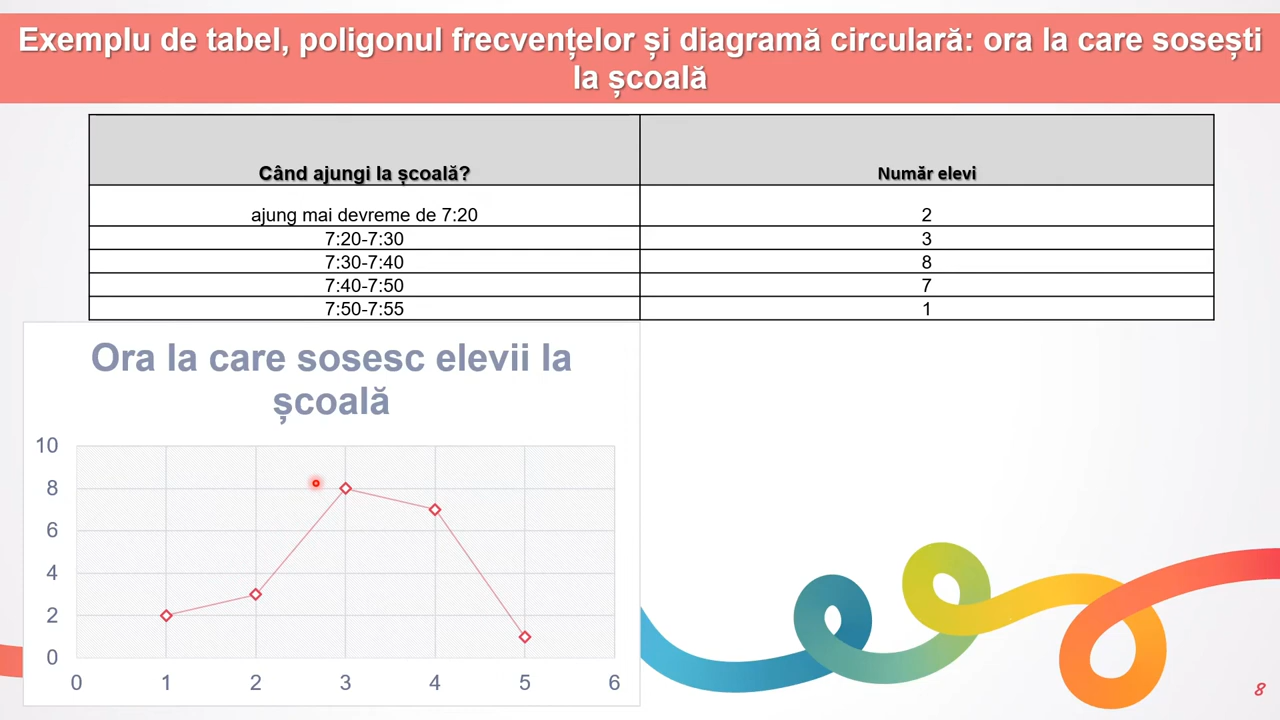 Exemplu de tabel, poligonul frecvențelor și diagramă circulară: ora la care sosești
la școală
Când ajungi la școală? Număr elevi
ajung mai devreme de 7:20 2
7:20-7:30 3
7:30-7:40 8
7:40-7:50 7
7:50-7:55 1
Ora la care sosesc elevii la
școală
10
8
6
4
2
0
0 1 2 3 4 5 6
8